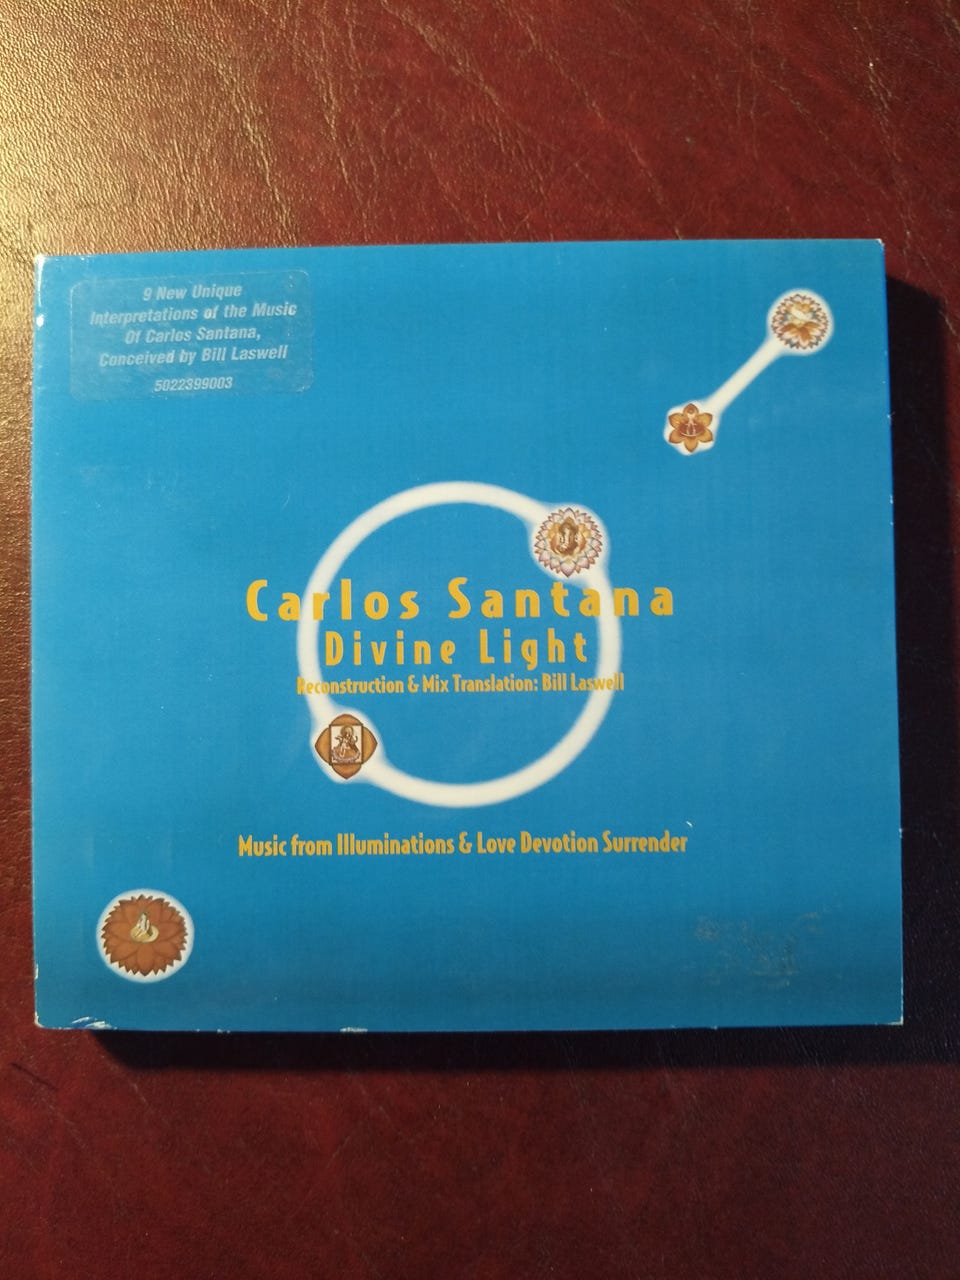 9 New Unique
Interpretations of the Music
Of Carlos Santana,
Conceived by Bill Laswell
5022399003
Carlos Santana
Divine Light
Reconstruction & Mix Translation: Bill Laswell
Music from Illuminations & Love Devotion Surrender